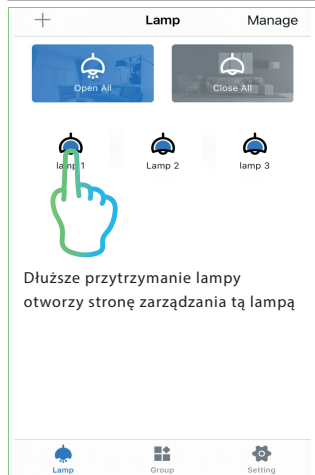 Lamp Manage
Open All Close All
lamp 1 Lamp 2 lamp 3
Dłuższe przytrzymanie lampy
otworzy stronę zarządzania tą lampą
Lamp Group Setting